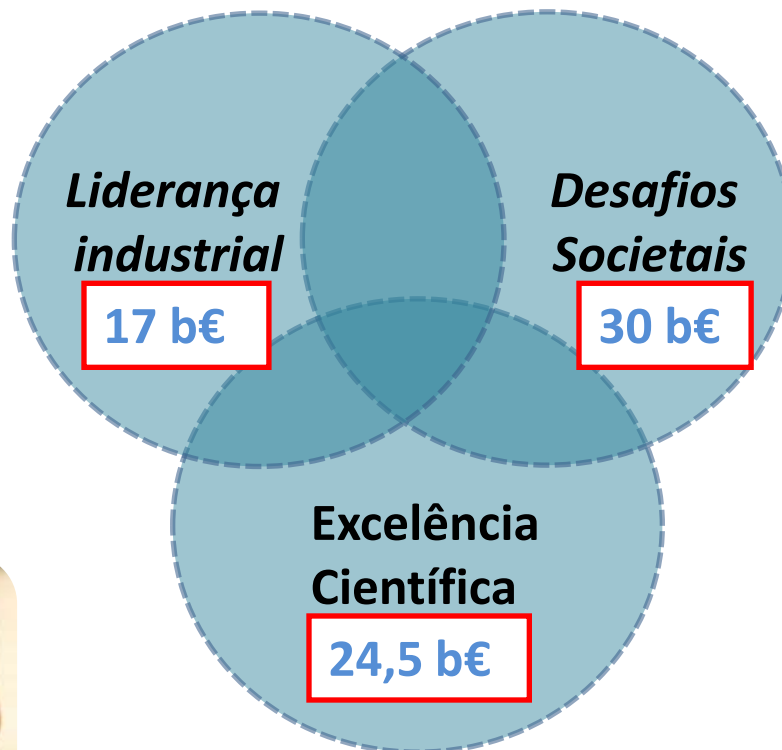 Liderança
industrial
17 b€
Desafios
Societais
30 b€
Excelência
Científica
24,5 b€